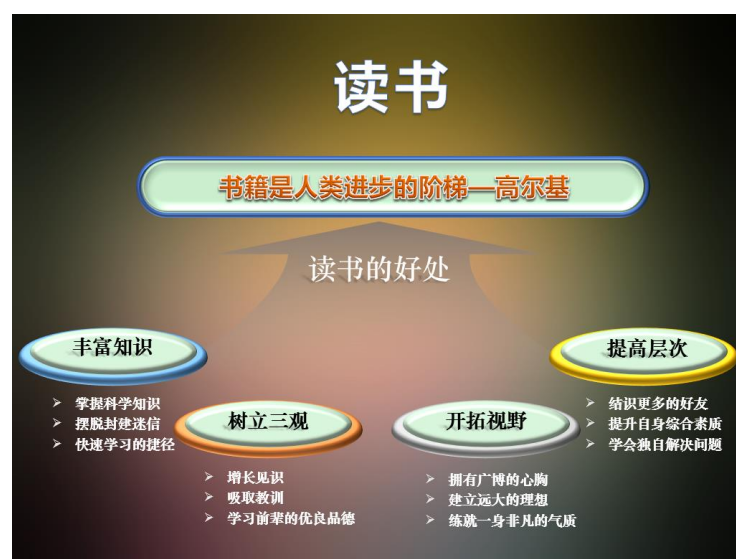 读书
书籍是人类进步的阶梯—高尔基
读书的好处
丰富知识
掌握科学知识
摆脱封建迷信
快速学习的捷径
树立三观
增长见识
吸取教训
学习前辈的优良品德
开拓视野
拥有广博的心胸
建立远大的理想
练就一身非凡的气质
提高层次
结识更多的好友
提升自身综合素质
学会独自解决问题